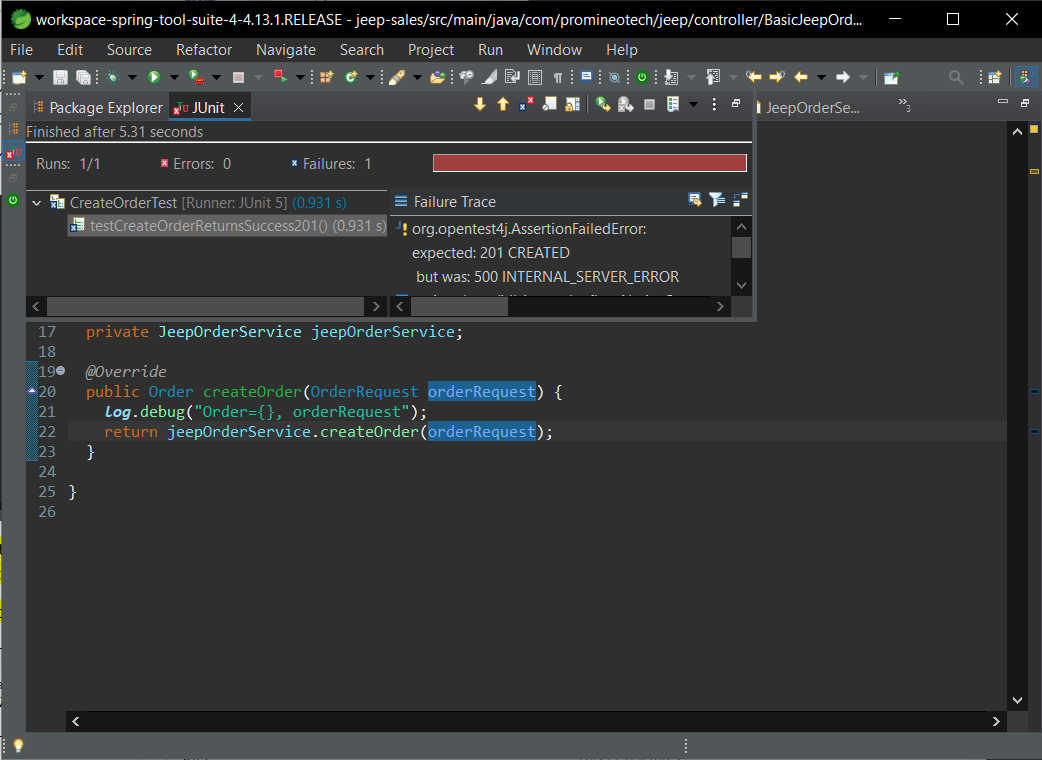 workspace-spring-tool-suite-4-4.13.1.RELEASE - jeep-sales/src/main/java/com/promineotech/jeep/controller/BasicJeepOrd...
File Edit Source Refactor Navigate Search Project Run Window Help
Package Explorer JUnit JeepOrderSe... 3
Finished after 5.31 seconds
Runs: 1/1 Errors: 0 Failures: 1
CreateOrderTest [Runner: JUnit 5] (0.931 s)
testCreateOrderReturnsSuccess201() (0.931 s)
Failure Trace
org.opentest4j.AssertionFailedError:
expected: 201 CREATED
but was: 500 INTERNAL_SERVER_ERROR
17 private JeepOrderService jeepOrderService;
18
19 @Override
20 public Order createOrder(OrderRequest orderRequest) {
21 log.debug("Order={}, orderRequest");
22 return jeepOrderService.createOrder(orderRequest);
23 }
24
25 }
26